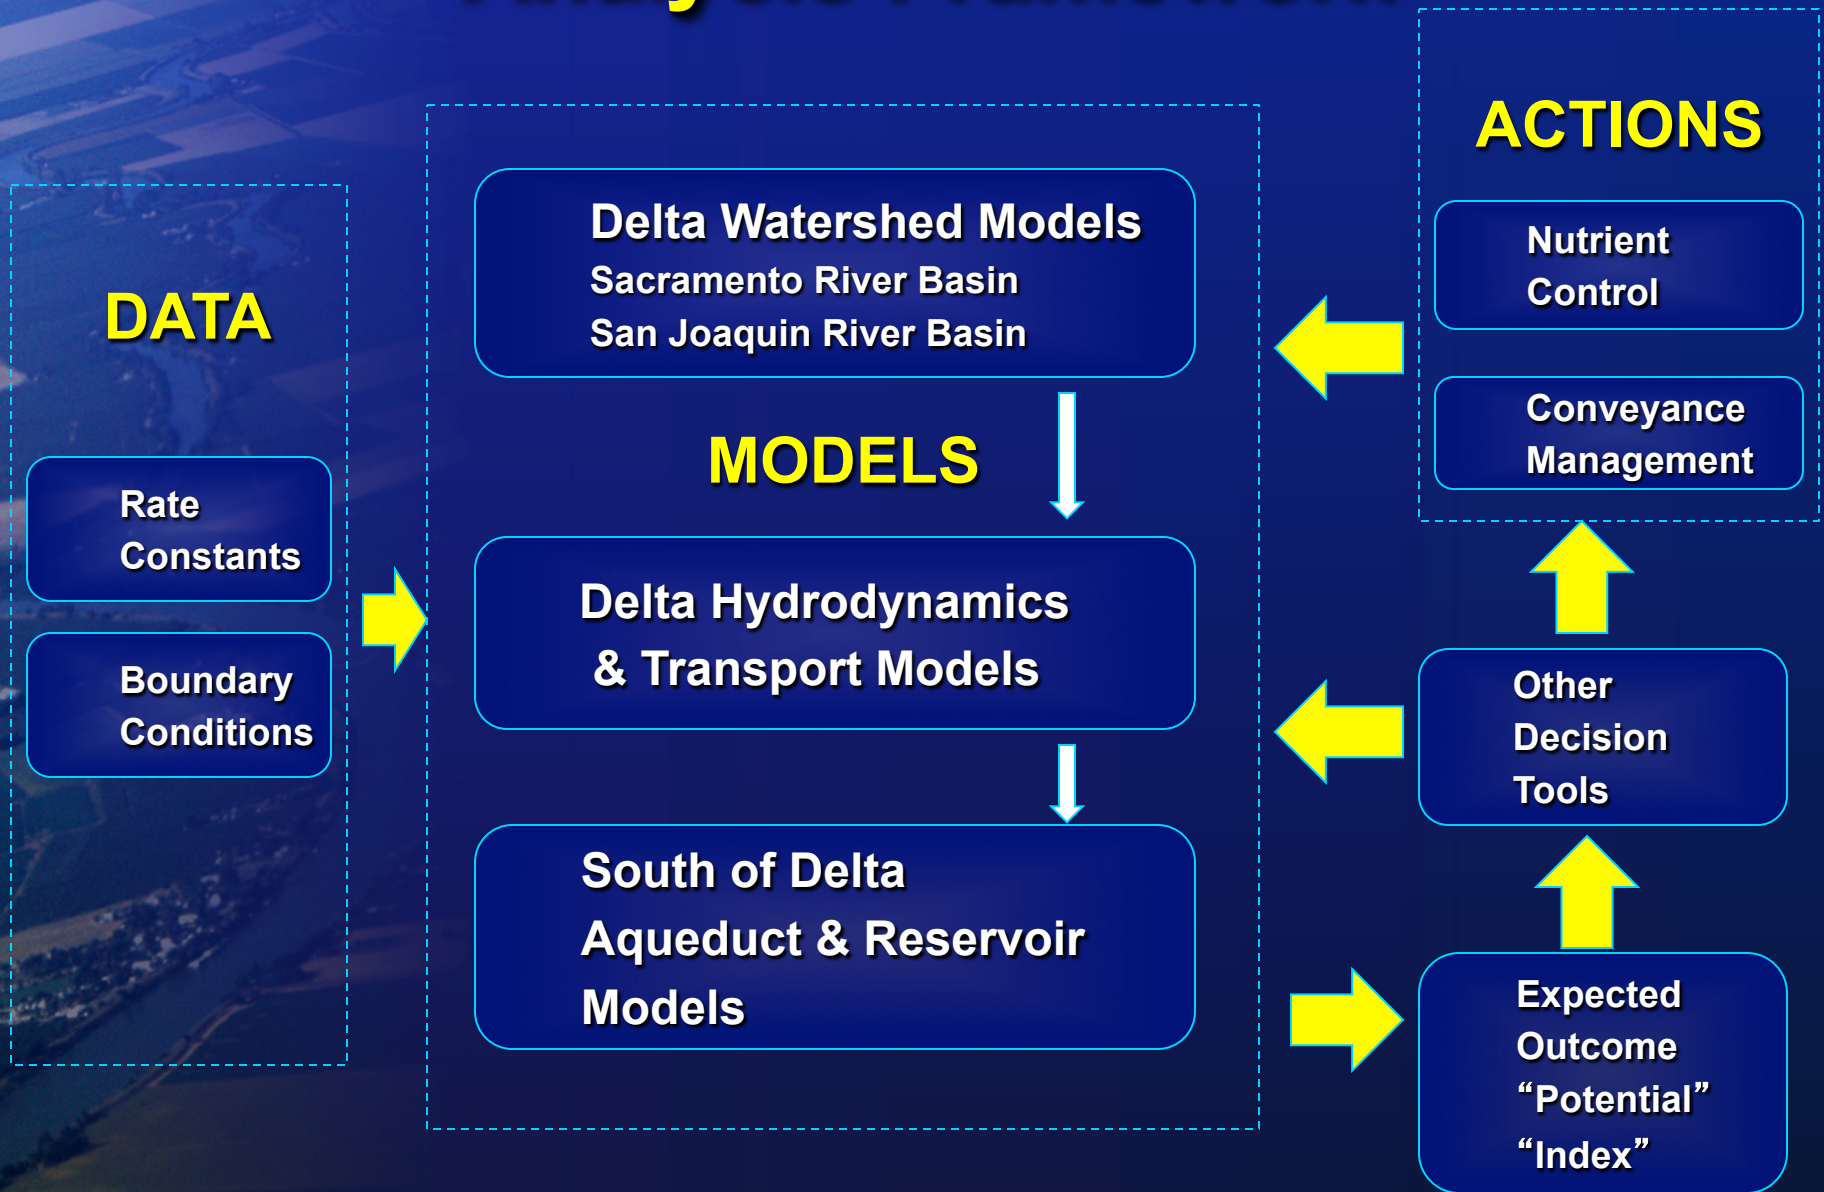 DATA
Rate
Constants
Boundary
Conditions
Delta Watershed Models
Sacramento River Basin
San Joaquin River Basin
MODELS
Delta Hydrodynamics
& Transport Models
South of Delta
Aqueduct & Reservoir
Models
ACTIONS
Nutrient
Control
Conveyance
Management
Other
Decision
Tools
Expected
Outcome
“Potential”
“Index”